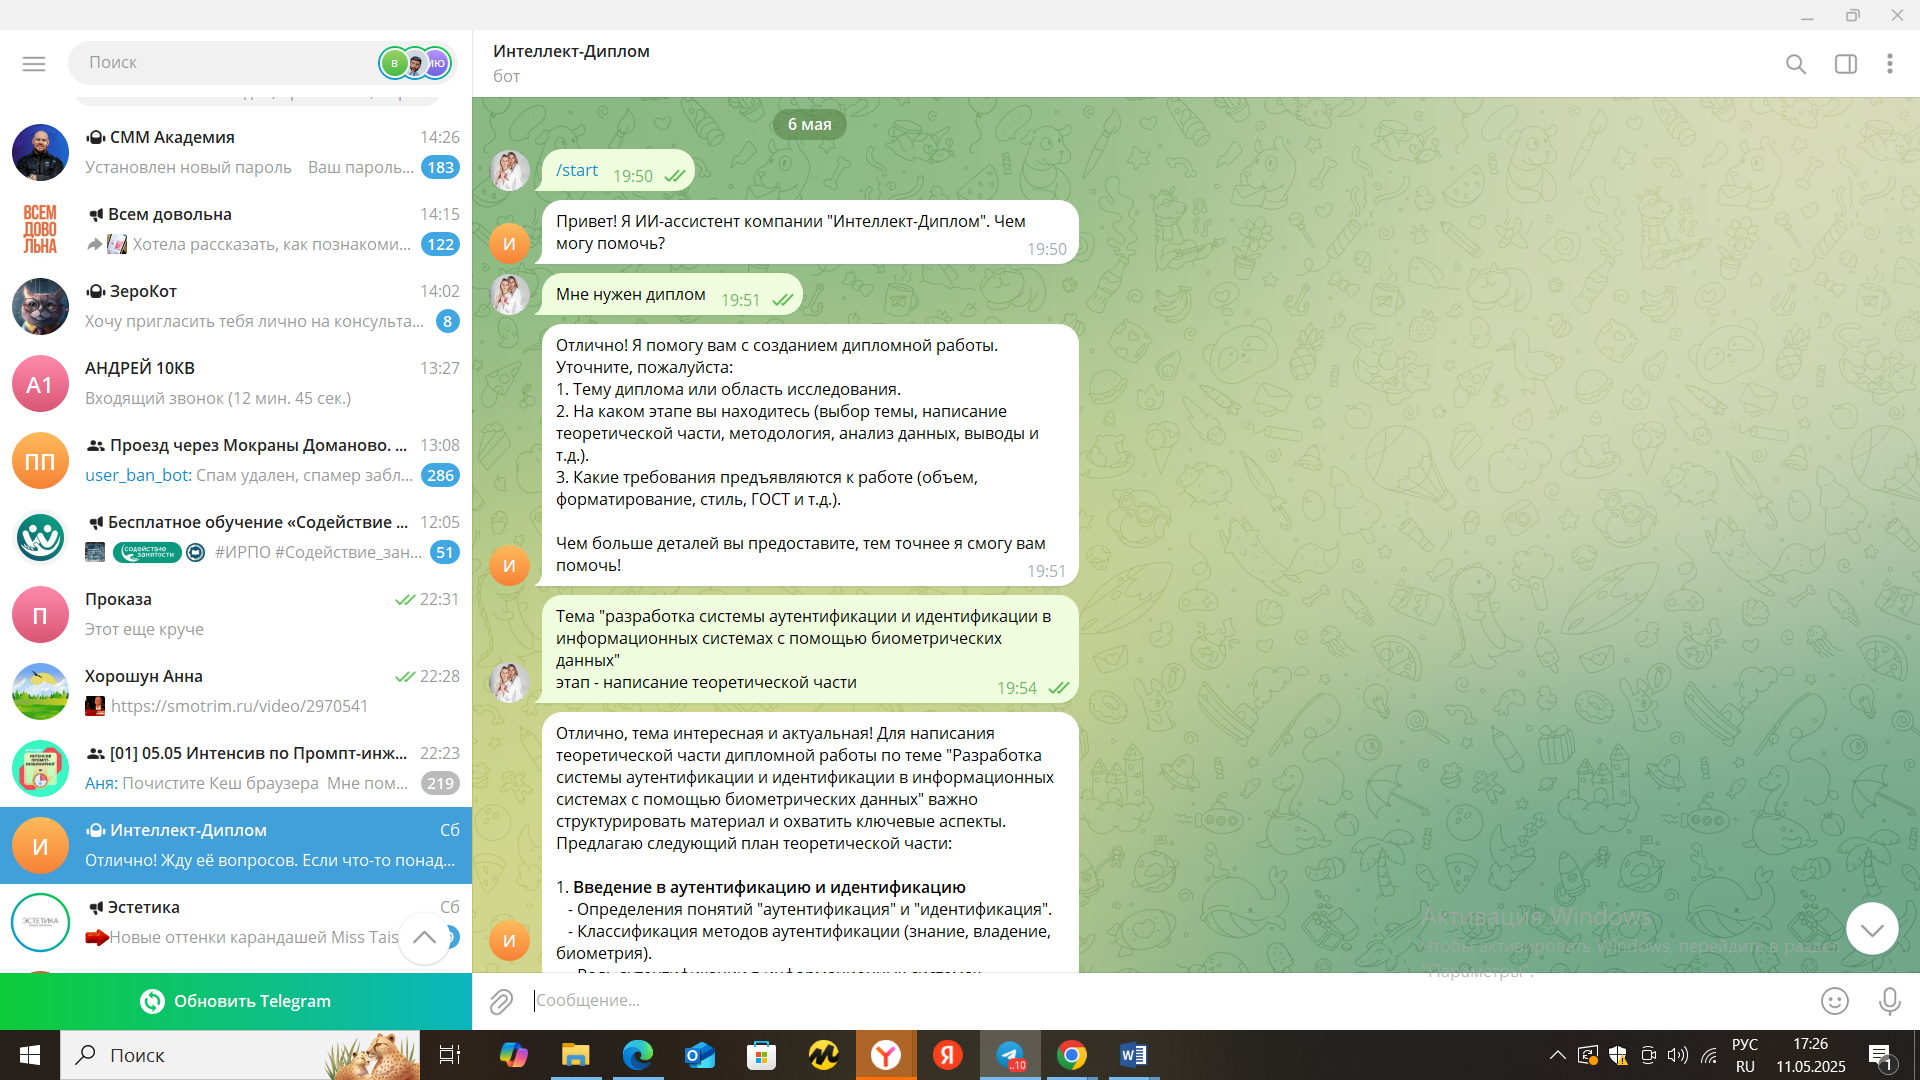 Поиск
В
МЮ
СММ Академия
14:26
Установлен новый пароль Ваш пароль...
183
ВСЕМ ДОВО ЛЬНА
Всем довольна
14:15
Хотела рассказать, как познакоми...
122
ЗероКот
14:02
Хочу пригласить тебя лично на консульта...
8
А1
АНДРЕЙ 10КВ
13:27
Входящий звонок (12 мин. 45 сек.)
ПП
Проезд через Мокраны Доманово. ...
13:08
user_ban_bot: Спам удален, спамер забл...
286
Бесплатное обучение «Содействие ...
12:05
содействие занятости
#ИРПО #Содействие_зан...
51
П
Проказа
22:31
Этот еще круче
Хорошун Анна
22:28
https://smotrim.ru/video/2970541
[01] 05.05 Интенсив по Промпт-инж...
22:23
Аня: Почистите Кеш браузера Мне пом...
219
И
Интеллект-Диплом
Сб
Отлично! Жду её вопросов. Если что-то понад...
ЭСТЕТИКА
Эстетика
Сб
Новые оттенки карандашей Miss Tais
Обновить Telegram
Интеллект-Диплом
бот
6 мая
/start
19:50
Привет! Я ИИ-ассистент компании "Интеллект-Диплом". Чем
могу помочь?
19:50
И
Мне нужен диплом
19:51
Отлично! Я помогу вам с созданием дипломной работы.
Уточните, пожалуйста:
1. Тему диплома или область исследования.
2. На каком этапе вы находитесь (выбор темы, написание
теоретической части, методология, анализ данных, выводы и
т.д.).
3. Какие требования предъявляются к работе (объем,
форматирование, стиль, ГОСТ и т.д.).
Чем больше деталей вы предоставите, тем точнее я смогу вам
помочь!
19:51
И
Тема "разработка системы аутентификации и идентификации в
информационных системах с помощью биометрических
данных"
этап - написание теоретической части
19:54
Отлично, тема интересная и актуальная! Для написания
теоретической части дипломной работы по теме "Разработка
системы аутентификации и идентификации в информационных
системах с помощью биометрических данных" важно
структурировать материал и охватить ключевые аспекты.
Предлагаю следующий план теоретической части:
1. Введение в аутентификацию и идентификацию
- Определения понятий "аутентификация" и "идентификация".
- Классификация методов аутентификации (знание, владение,
биометрия).
И
Активация Windows
Чтобы активировать Windows, перейдите в раздел
"Параметры".
Сообщение...
Поиск
Y
Я
..10
W
РУС
RU
17:26
11.05.2025
1